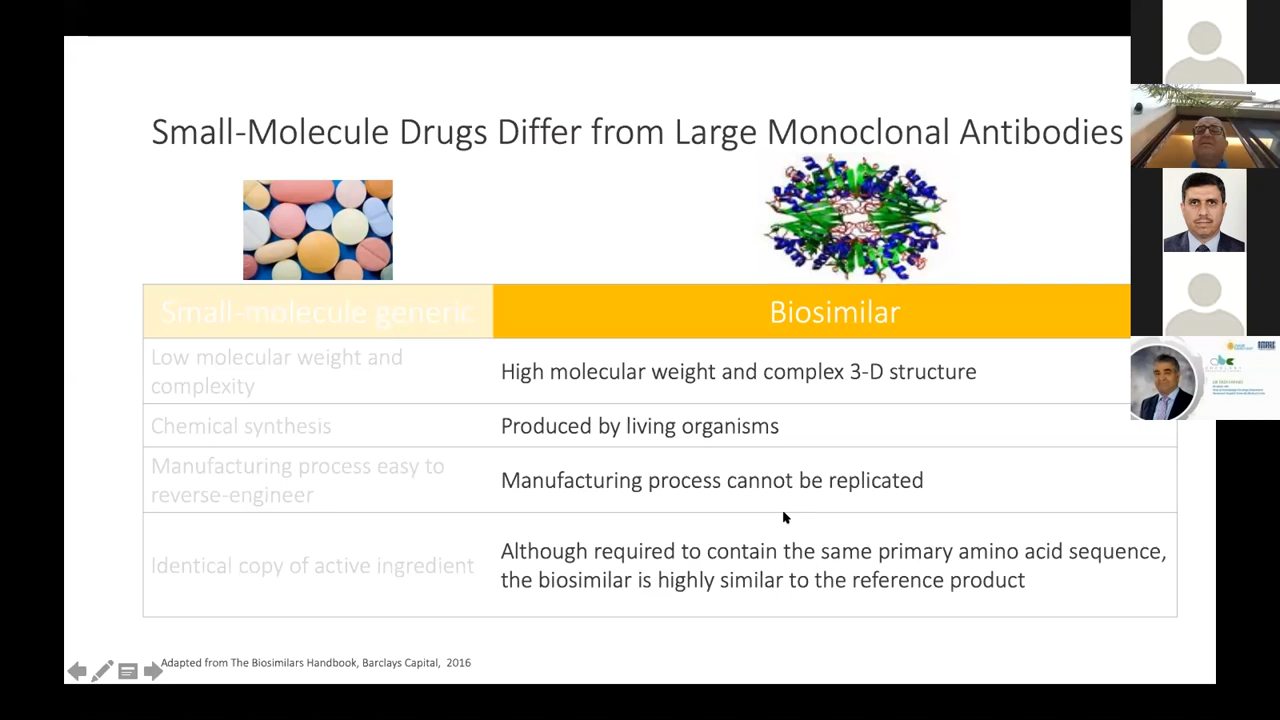 Small-Molecule Drugs Differ from Large Monoclonal Antibodies
Small-molecule generic
Biosimilar
Low molecular weight and
complexity
High molecular weight and complex 3-D structure
Chemical synthesis
Produced by living organisms
Manufacturing process easy to
reverse-engineer
Manufacturing process cannot be replicated
Identical copy of active ingredient
Although required to contain the same primary amino acid sequence,
the biosimilar is highly similar to the reference product
Adapted from The Biosimilars Handbook, Barclays Capital, 2016